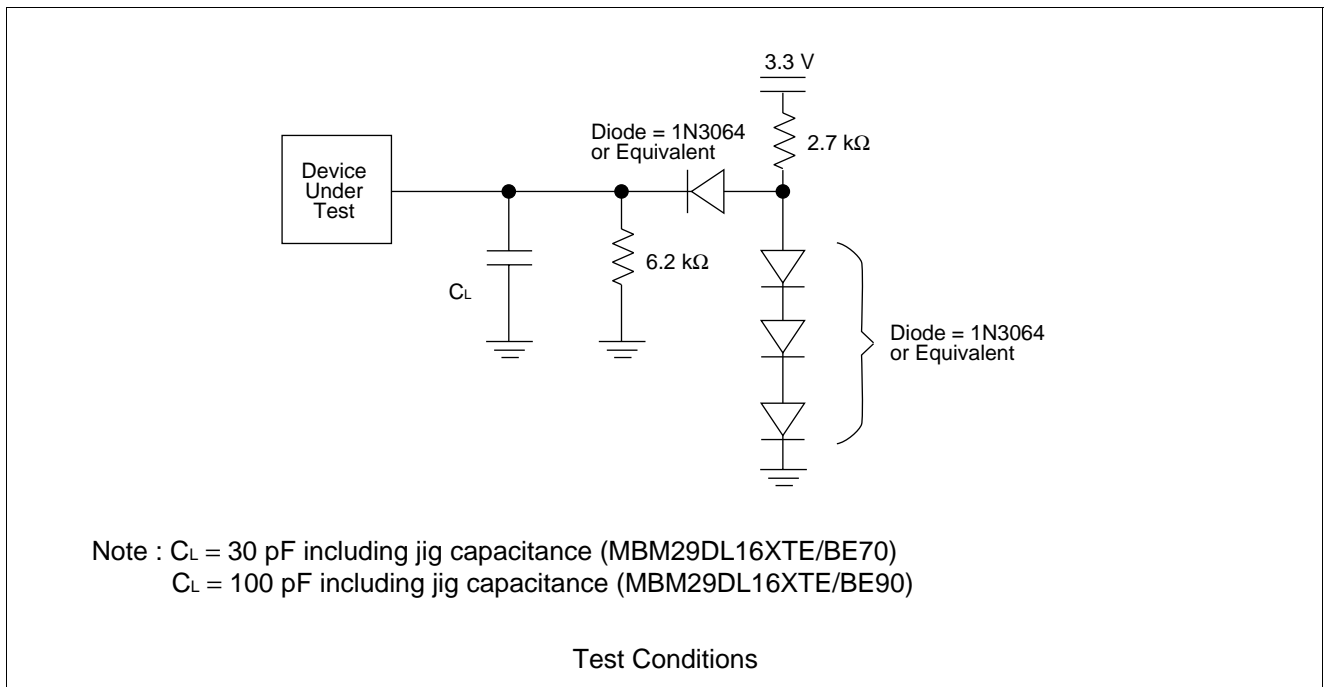 3.3 V
Diode = 1N3064
or Equivalent
2.7 kΩ
Device
Under
Test
6.2 kΩ
CL
Diode = 1N3064
or Equivalent
Note : CL = 30 pF including jig capacitance (MBM29DL16XTE/BE70)
CL = 100 pF including jig capacitance (MBM29DL16XTE/BE90)
Test Conditions